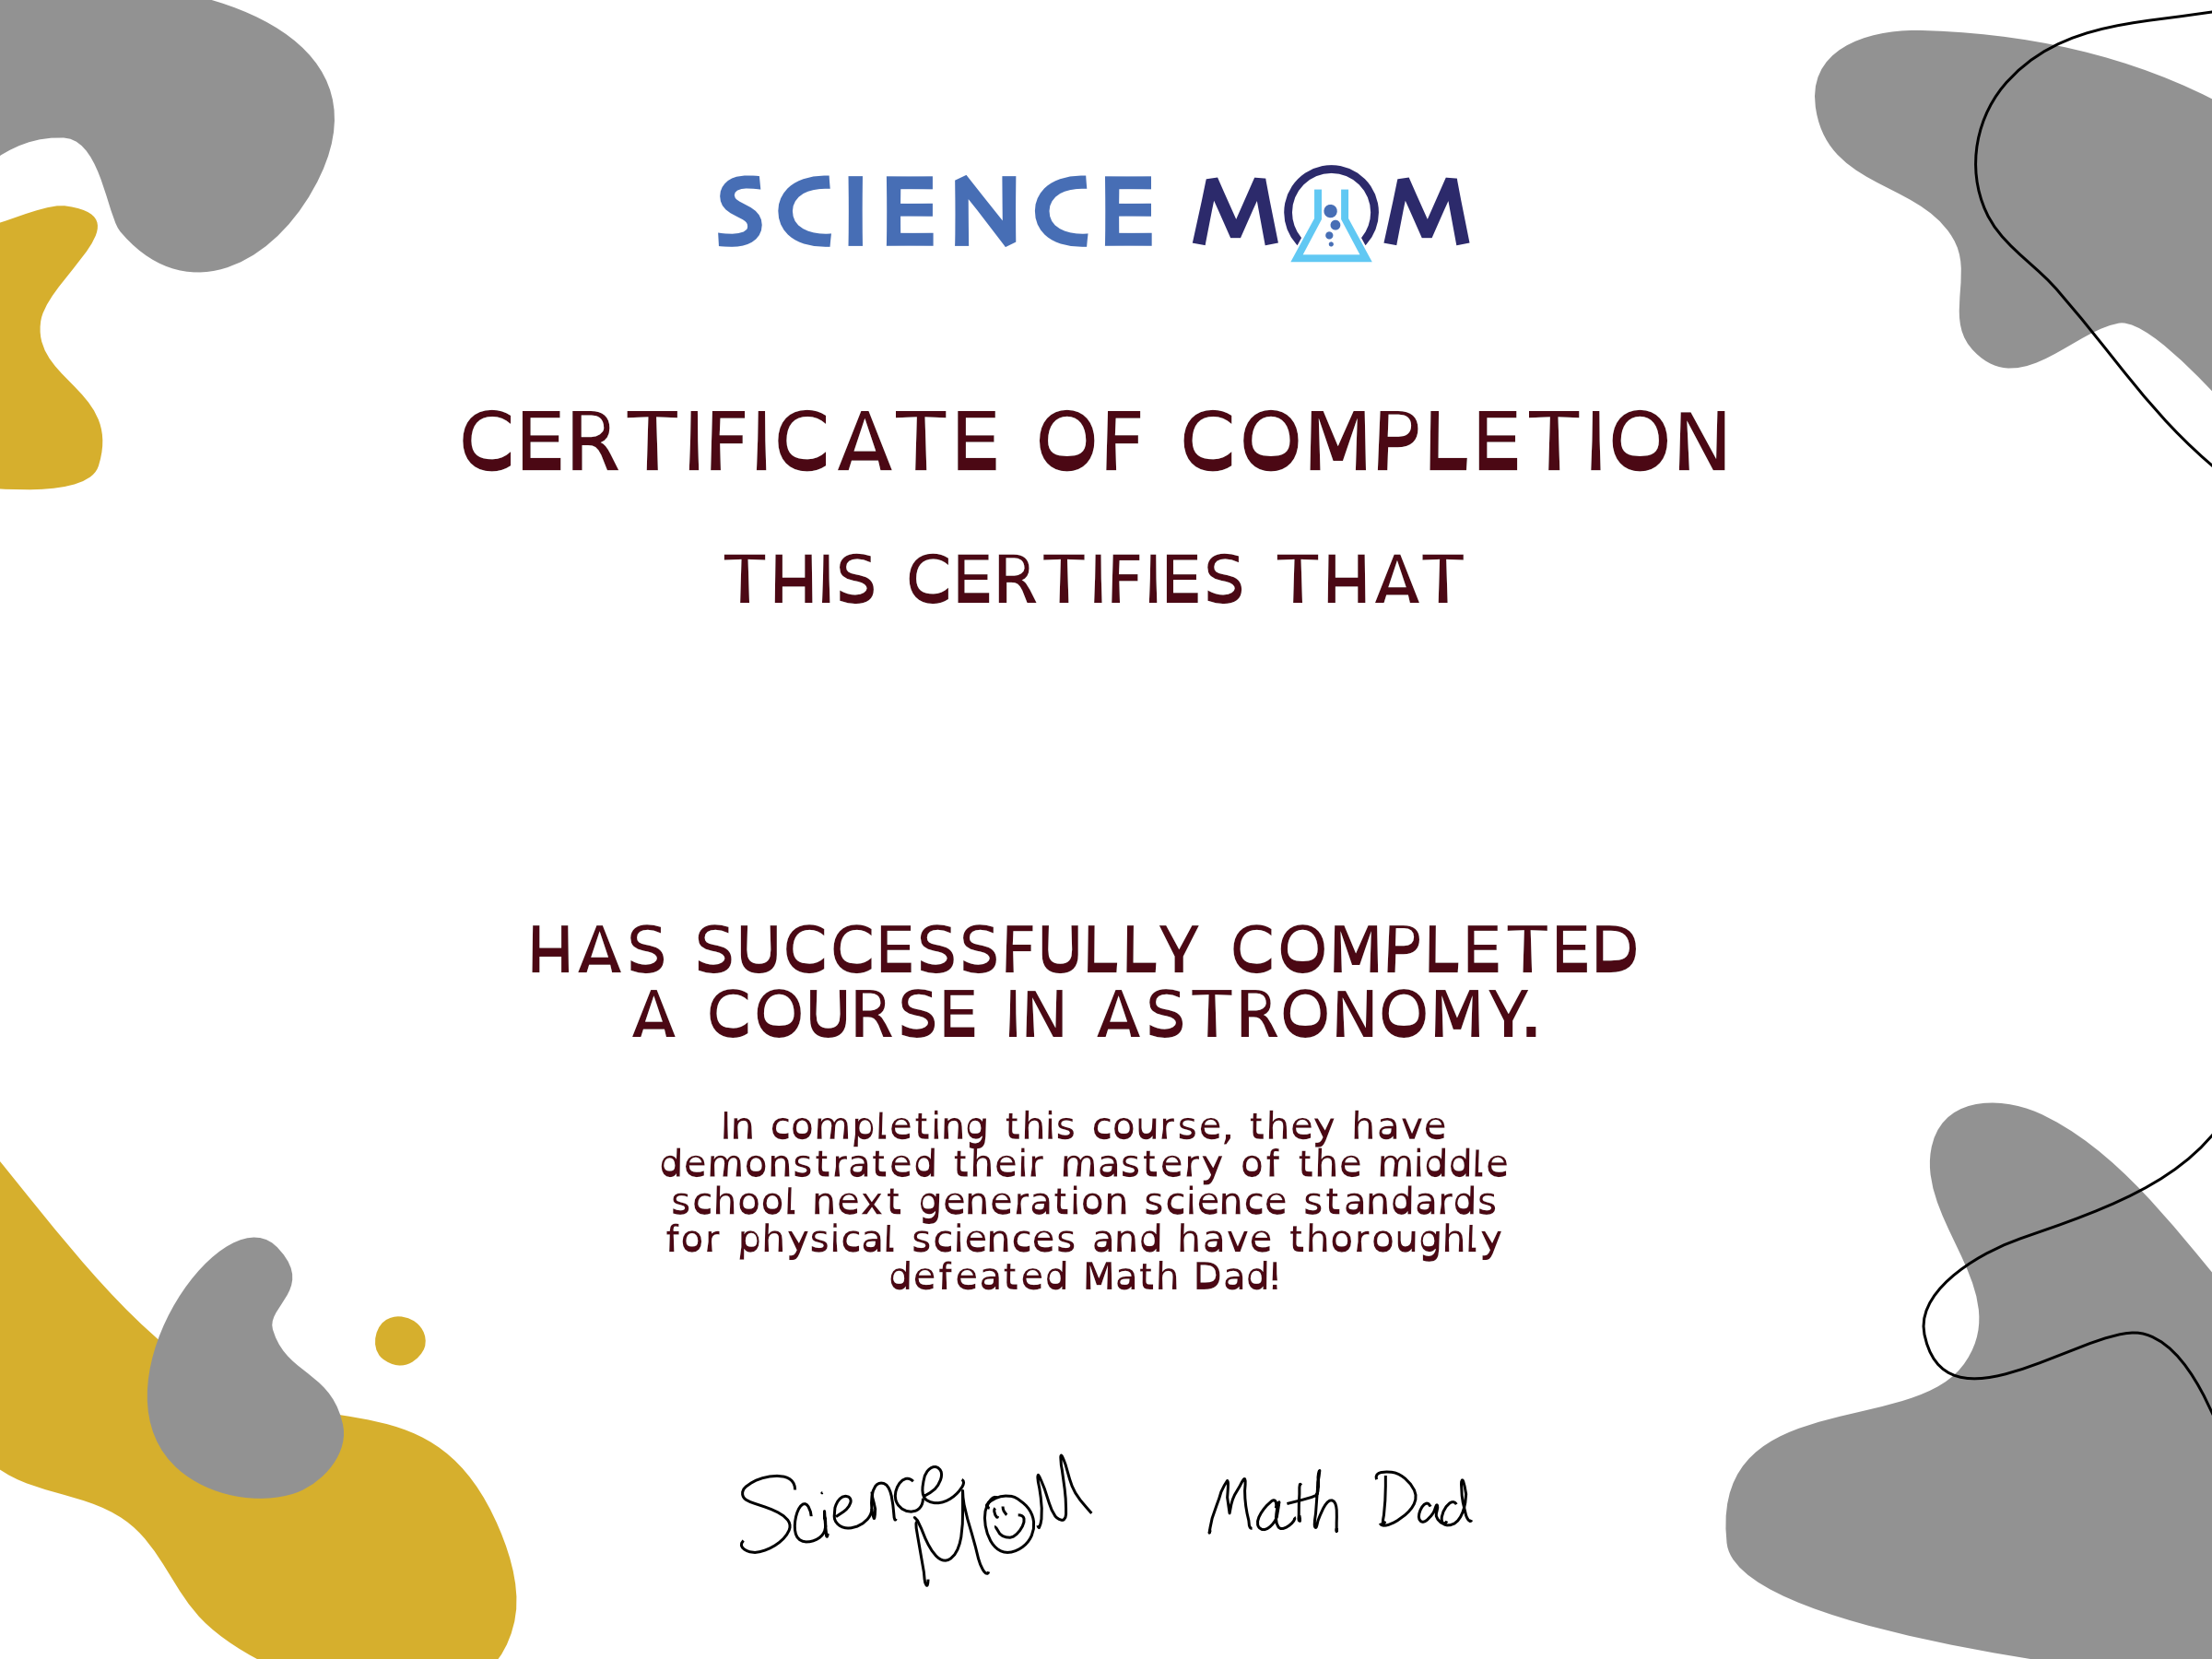 SCIENCE MOM
CERTIFICATE OF COMPLETION
THIS CERTIFIES THAT
HAS SUCCESSFULLY COMPLETED
A COURSE IN ASTRONOMY.
In completing this course, they have
demonstrated their mastery of the middle
school next generation science standards
for physical sciences and have thoroughly
defeated Math Dad!
Science Mom Math Dad